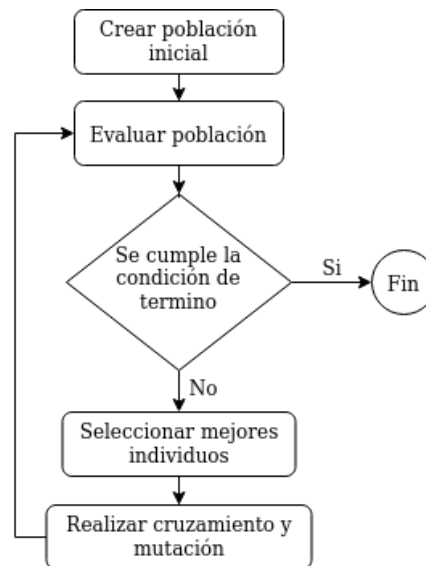 Crear población
inicial
Evaluar población
Se cumple la
condición de
termino
Si
Fin
No
Seleccionar mejores
individuos
Realizar cruzamiento y
mutación